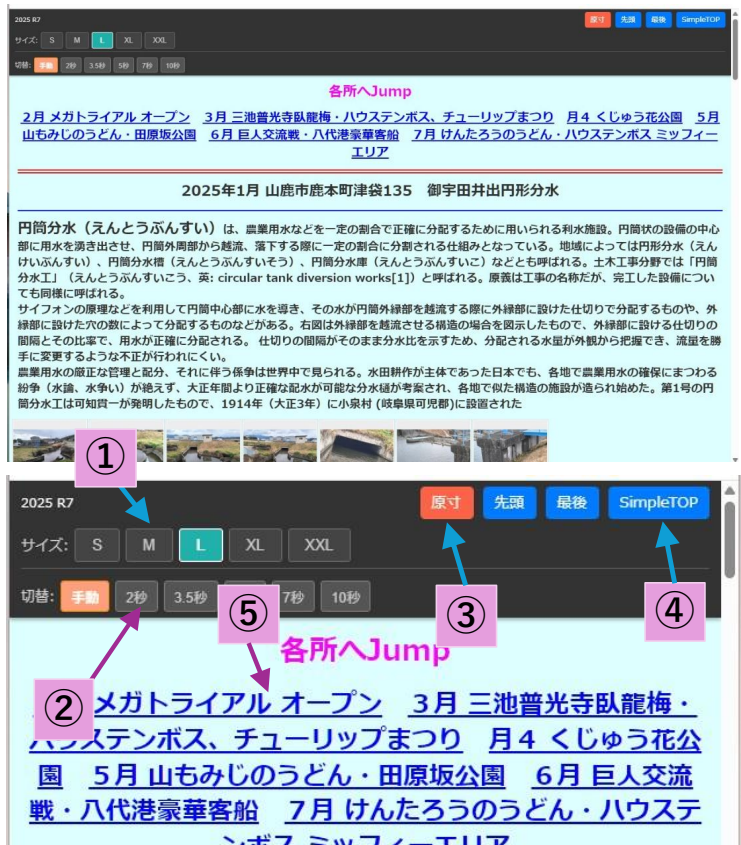 2025 R7 原寸 先頭 最後 SimpleTOP
サイズ: S M L XL XXL
切替: 手動 2秒 3.5秒 5秒 7秒 10秒
各所へJump
2月 メガトライアル オープン 3月 三池普光寺臥龍梅・ハウステンボス、チューリップまつり 月4 くじゅう花公園 5月
山もみじのうどん・田原坂公園 6月 巨人交流戦・八代港豪華客船 7月 けんたろうのうどん・ハウステンボス ミッフィー
エリア
2025年1月 山鹿市鹿本町津袋135 御宇田井出円形分水
円筒分水（えんとうぶんすい）は、農業用水などを一定の割合で正確に分配するために用いられる利水施設。円筒状の設備の中心
部に用水を湧き出させ、円筒外周部から越流、落下する際に一定の割合に分割される仕組みとなっている。地域によっては円形分水（えん
けいぶんすい）、円筒分水槽（えんとうぶんすいそう）、円筒分水庫（えんとうぶんすいこ）などとも呼ばれる。土木工事分野では「円筒
分水工」（えんとうぶんすいこう、英: circular tank diversion works[1]）と呼ばれる。原義は工事の名称だが、完工した設備につい
ても同様に呼ばれる。
サイフォンの原理などを利用して円筒中心部に水を導き、その水が円筒外縁部を越流する際に外縁部に設けた仕切りで分配するものや、外
縁部に設けた穴の数によって分配するものなどがある。右図は外縁部を越流させる構造の場合を図示したもので、外縁部に設ける仕切りの
間隔とその比率で、用水が正確に分配される。 仕切りの間隔がそのまま分水比を示すため、分配される水量が外観から把握でき、流量を勝
手に変更するような不正が行われにくい。
農業用水の厳正な管理と配分、それに伴う係争は世界中で見られる。水田耕作が主体であった日本でも、各地で農業用水の確保にまつわる
紛争（水論、水争い）が絶えず、大正年間より正確な配水が可能な分水樋が考案され、各地で似た構造の施設が造られ始めた。第1号の円
筒分水工は可知貫一が発明したもので、1914年（大正3年）に小泉村 (岐阜県可児郡)に設置された
①
2025 R7 原寸 先頭 最後 SimpleTOP
サイズ: S M L XL XXL
切替: 手動 2秒 3.5秒 7秒 10秒
⑤ ③ ④
各所へJump
② メガトライアル オープン 3月 三池普光寺臥龍梅・
ハウステンボス、チューリップまつり 月4 くじゅう花公
園 5月 山もみじのうどん・田原坂公園 6月 巨人交流
戦・八代港豪華客船 7月 けんたろうのうどん・ハウステ
ンボス ミッフィーエリア